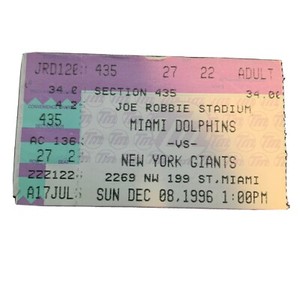 JRD120 435 27 22 ADULT
34.0 SECTION 435 34.00
4.2 JOE ROBBIE STADIUM
435 MIAMI DOLPHINS
AC 136 -VS-
27 NEW YORK GIANTS
ZZZ122 2269 NW 199 ST,MIAMI
A17JUL SUN DEC 08,1996 1:00PM